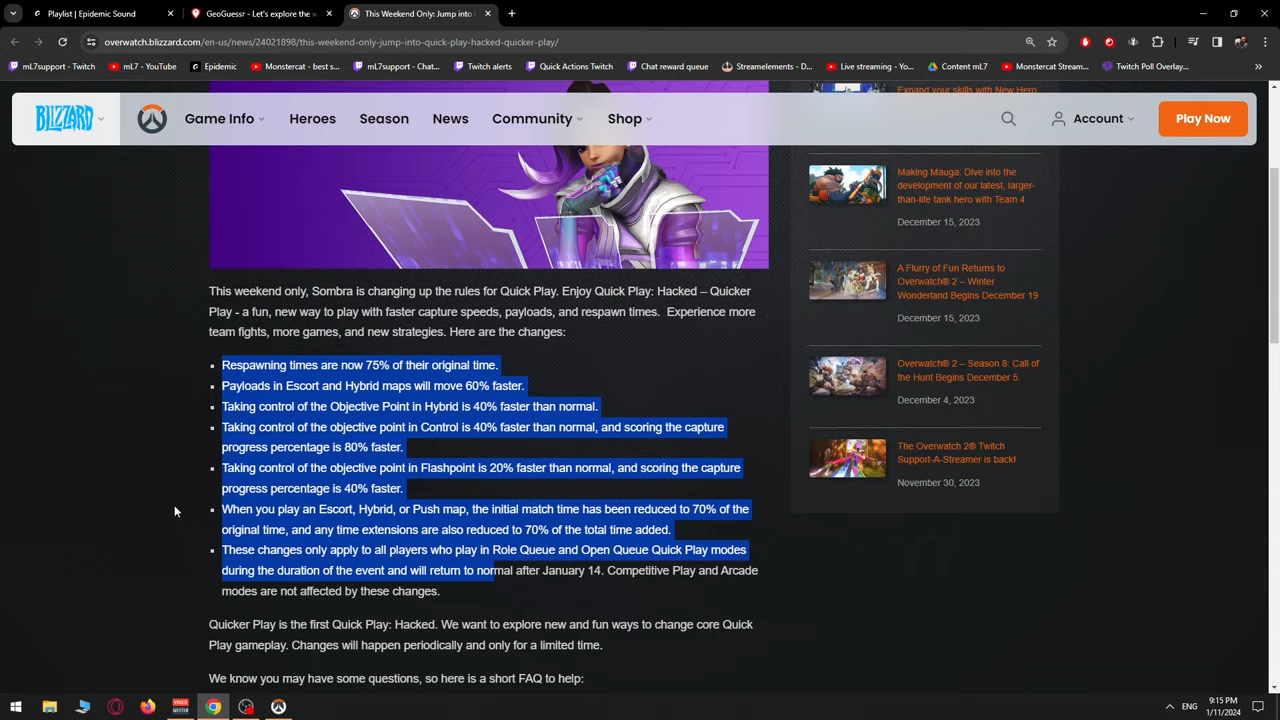 Playlist | Epidemic Sound
GeoGuessr - Let's explore the w
This Weekend Only: Jump into
overwatch.blizzard.com/en-us/news/24021898/this-weekend-only-jump-into-quick-play-hacked-quicker-play/
mL7support - Twitch
mL7 - YouTube
Epidemic
Monstercat - best s...
mL7support - Chat...
Twitch alerts
Quick Actions Twitch
Chat reward queue
Streamelements - D...
Live streaming - Yo...
Content mL7
Monstercat Stream...
Twitch Poll Overlay...
BLIZZARD
Game Info
Heroes
Season
News
Community
Shop
Account
Play Now
This weekend only, Sombra is changing up the rules for Quick Play. Enjoy Quick Play: Hacked – Quicker
Play - a fun, new way to play with faster capture speeds, payloads, and respawn times. Experience more
team fights, more games, and new strategies. Here are the changes:
Respawning times are now 75% of their original time.
Payloads in Escort and Hybrid maps will move 60% faster.
Taking control of the Objective Point in Hybrid is 40% faster than normal.
Taking control of the objective point in Control is 40% faster than normal, and scoring the capture
progress percentage is 80% faster.
Taking control of the objective point in Flashpoint is 20% faster than normal, and scoring the capture
progress percentage is 40% faster.
When you play an Escort, Hybrid, or Push map, the initial match time has been reduced to 70% of the
original time, and any time extensions are also reduced to 70% of the total time added.
These changes only apply to all players who play in Role Queue and Open Queue Quick Play modes
during the duration of the event and will return to normal after January 14. Competitive Play and Arcade
modes are not affected by these changes.
Quicker Play is the first Quick Play: Hacked. We want to explore new and fun ways to change core Quick
Play gameplay. Changes will happen periodically and only for a limited time.
We know you may have some questions, so here is a short FAQ to help:
Expand your skills with New Hero
Making Mauga: Dive into the
development of our latest, larger-
than-life tank hero with Team 4
December 15, 2023
A Flurry of Fun Returns to
Overwatch® 2 – Winter
Wonderland Begins December 19
December 15, 2023
Overwatch® 2 – Season 8: Call of
the Hunt Begins December 5.
December 4, 2023
The Overwatch 2® Twitch
Support-A-Streamer is back!
November 30, 2023
ENG
9:15 PM
1/11/2024